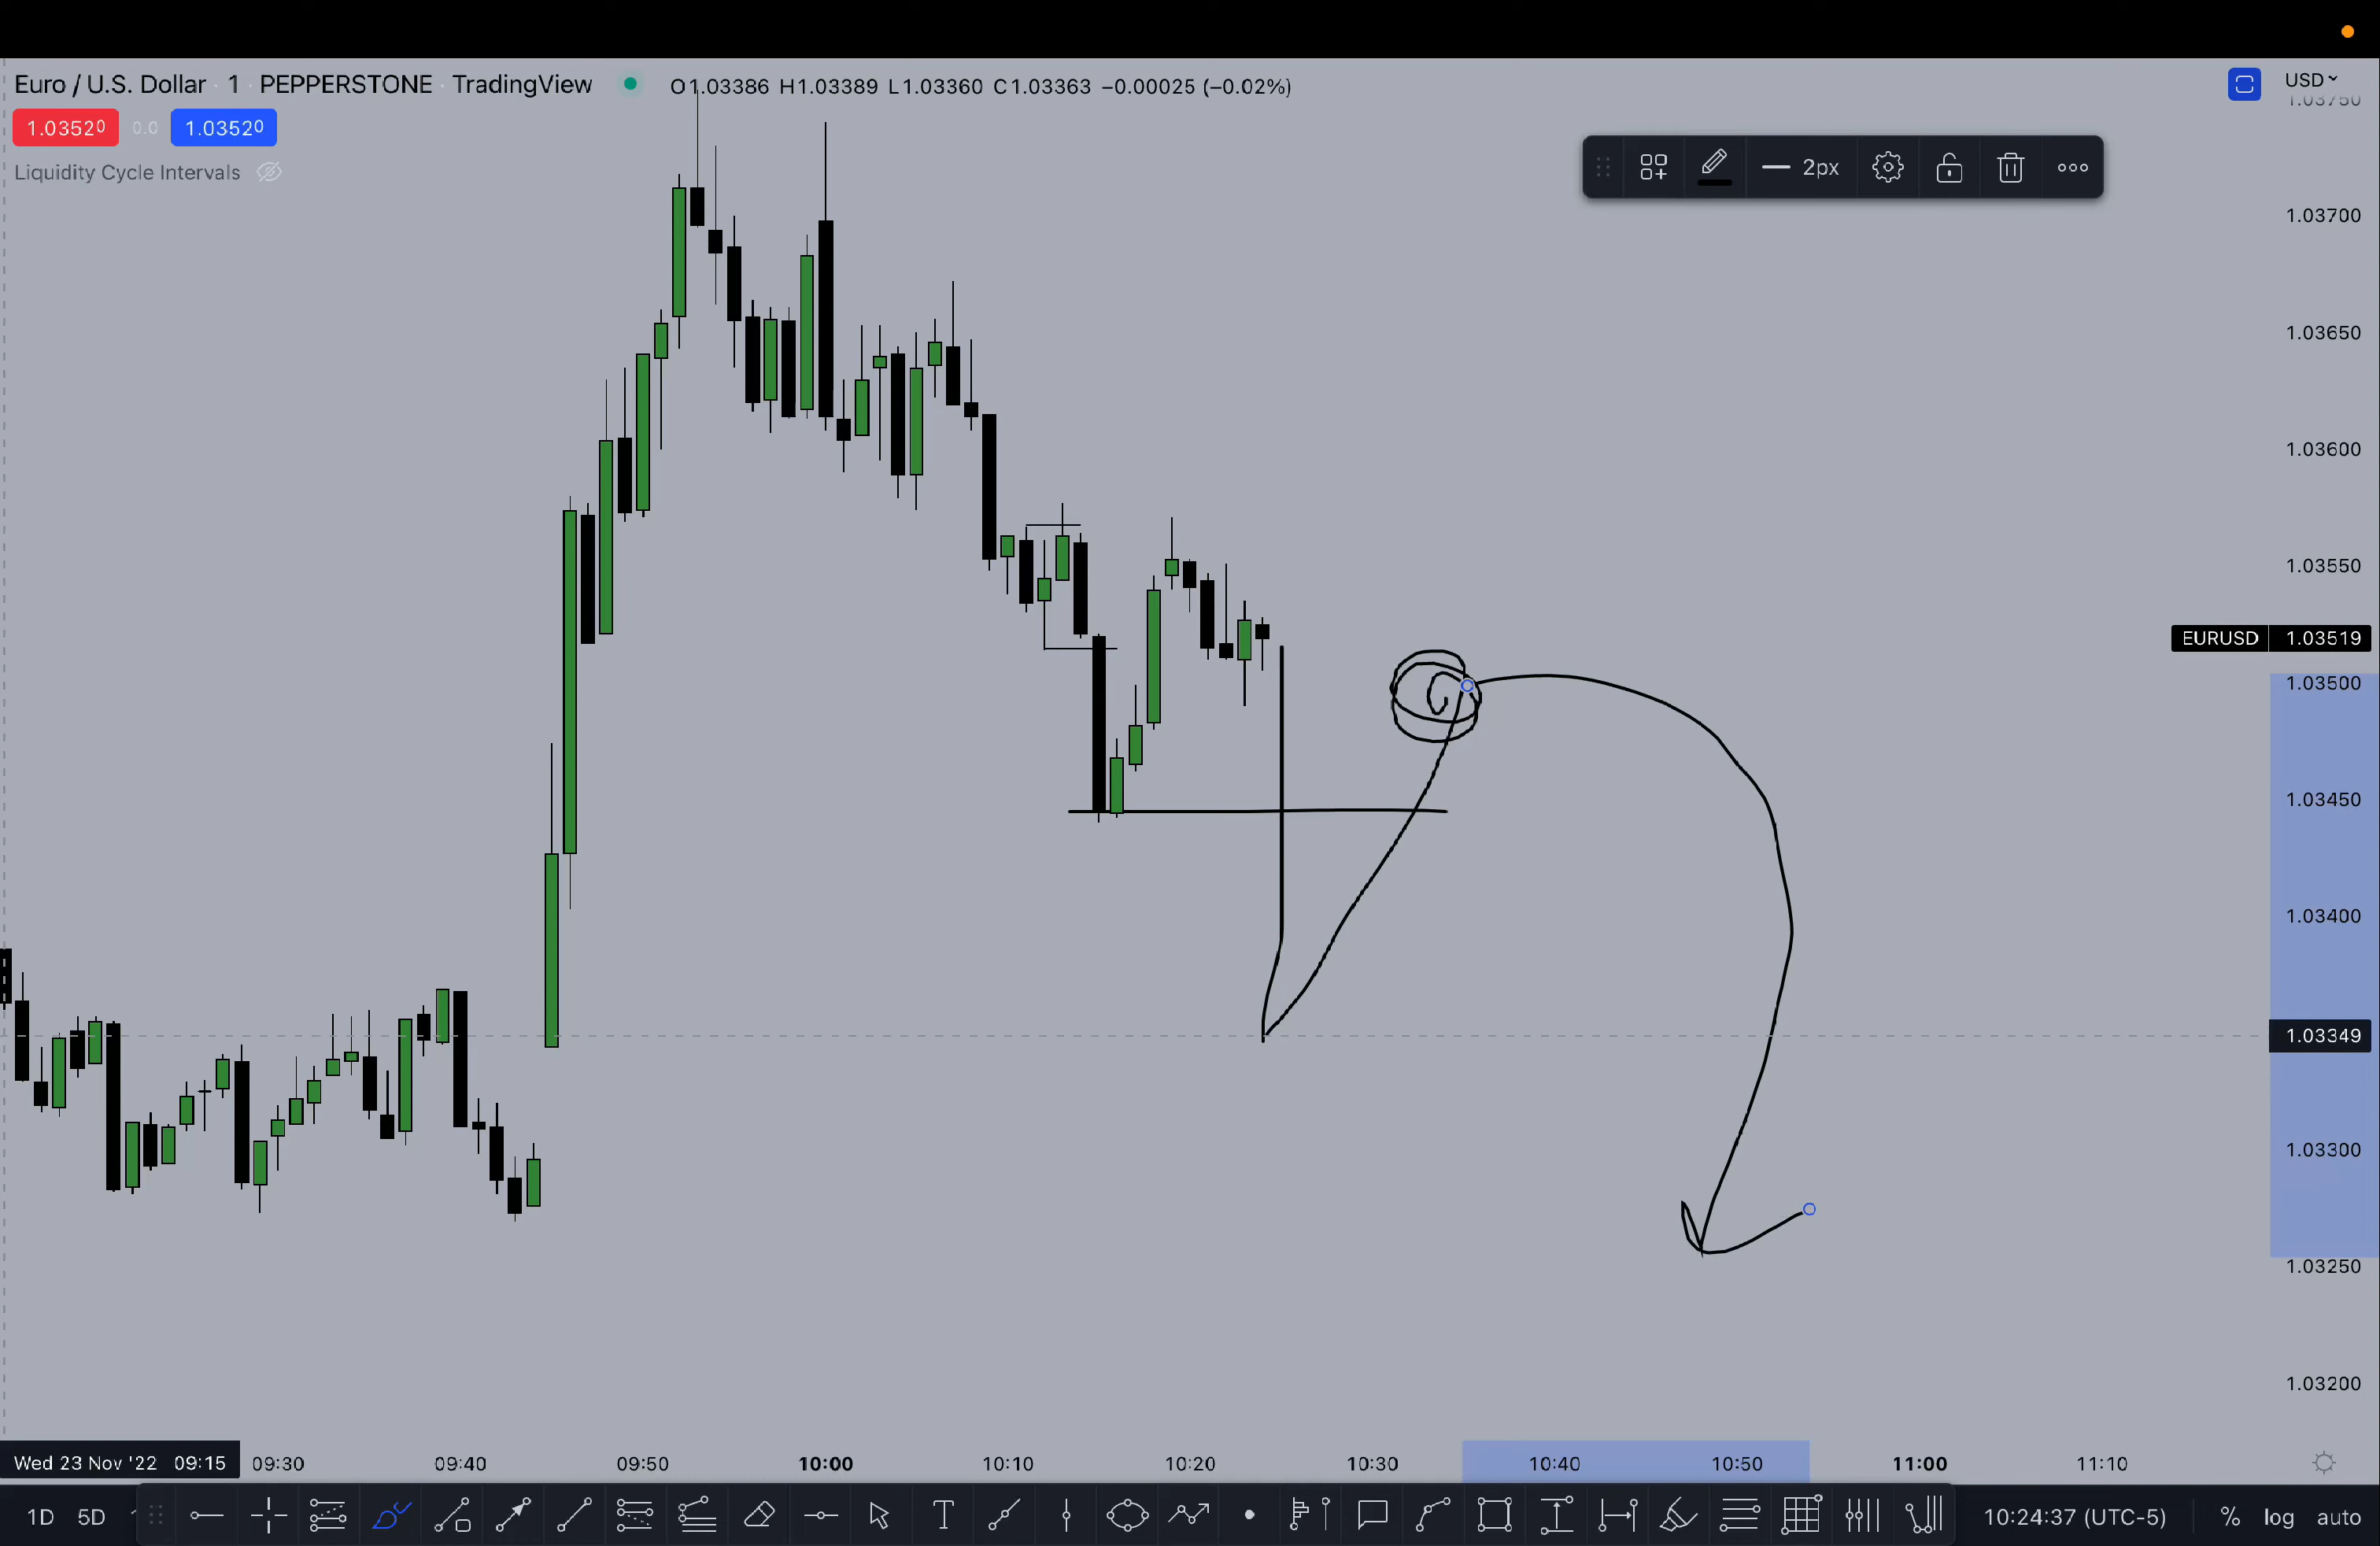 Euro / U.S. Dollar · 1 · PEPPERSTONE · TradingView O1.03386 H1.03389 L1.03360 C1.03363 −0.00025 (−0.02%)
USD
1.03750
1.03520 0.0 1.03520
Liquidity Cycle Intervals
2px
1.03700
1.03650
1.03600
1.03550
EURUSD 1.03519
1.03500
1.03450
1.03400
1.03349
1.03300
1.03250
1.03200
Wed 23 Nov '22 09:15 09:30 09:40 09:50 10:00 10:10 10:20 10:30 10:40 10:50 11:00 11:10
1D 5D T 10:24:37 (UTC-5) % log auto